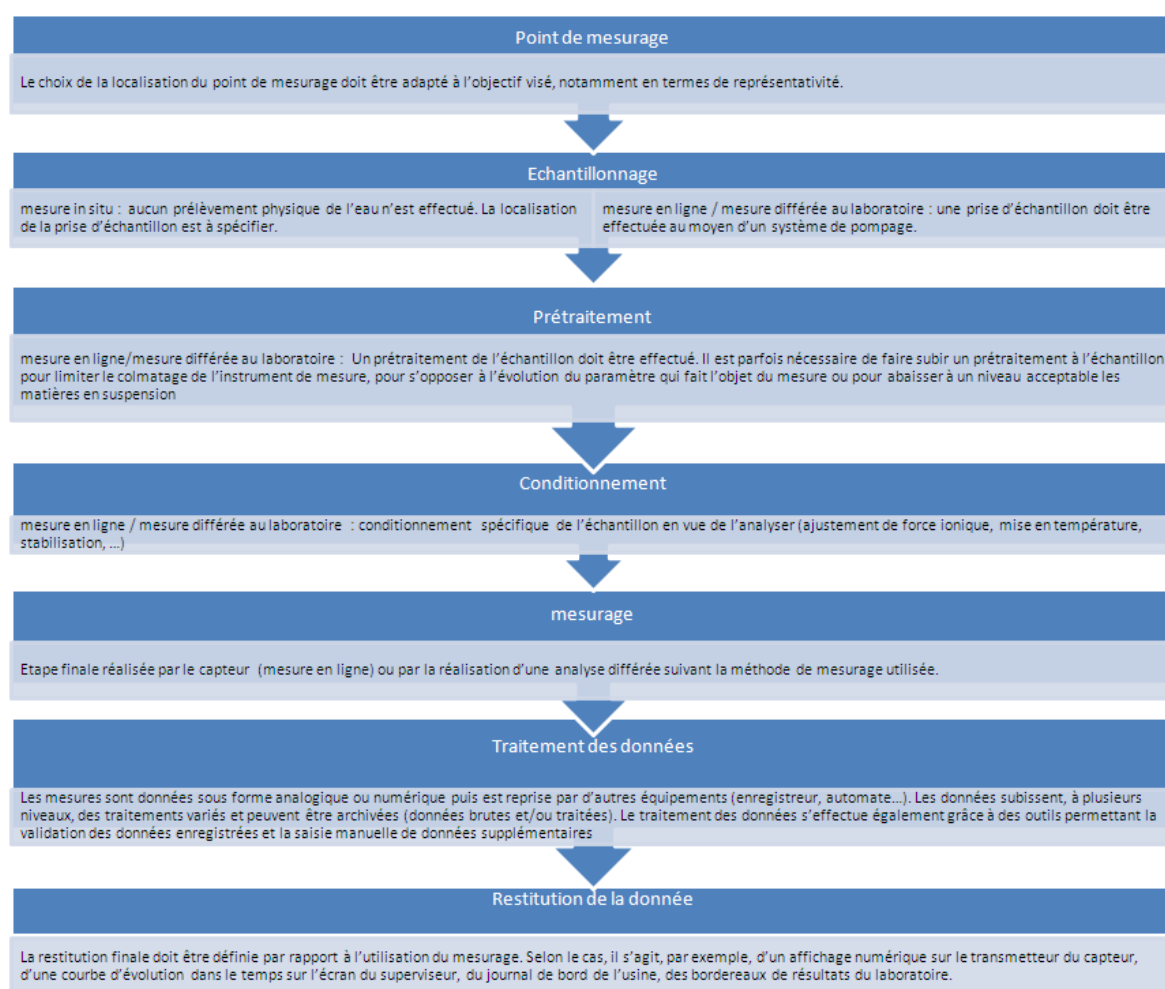 Point de mesurage
Le choix de la localisation du point de mesurage doit être adapté à l'objectif visé, notamment en termes de représentativité.
Echantillonnage
mesure in situ : aucun prélèvement physique de l'eau n'est effectué. La localisation
de la prise d'échantillon est à spécifier.
mesure en ligne / mesure différée au laboratoire : une prise d'échantillon doit être
effectuée au moyen d'un système de pompage.
Prétraitement
mesure en ligne/mesure différée au laboratoire : Un prétraitement de l'échantillon doit être effectué. Il est parfois nécessaire de faire subir un prétraitement à l'échantillon
pour limiter le colmatage de l'instrument de mesure, pour s'opposer à l'évolution du paramètre qui fait l'objet du mesure ou pour abaisser à un niveau acceptable les
matières en suspension
Conditionnement
mesure en ligne / mesure différée au laboratoire : conditionnement spécifique de l'échantillon en vue de l'analyser (ajustement de force ionique, mise en température,
stabilisation, ...)
mesurage
Etape finale réalisée par le capteur (mesure en ligne) ou par la réalisation d'une analyse différée suivant la méthode de mesurage utilisée.
Traitement des données
Les mesures sont données sous forme analogique ou numérique puis est reprise par d'autres équipements (enregistreur, automate...). Les données subissent, à plusieurs
niveaux, des traitements variés et peuvent être archivées (données brutes et/ou traitées). Le traitement des données s'effectue également grâce à des outils permettant la
validation des données enregistrées et la saisie manuelle de données supplémentaires
Restitution de la donnée
La restitution finale doit être définie par rapport à l'utilisation du mesurage. Selon le cas, il s'agit, par exemple, d'un affichage numérique sur le transmetteur du capteur,
d'une courbe d'évolution dans le temps sur l'écran du superviseur, du journal de bord de l'usine, des bordereaux de résultats du laboratoire.